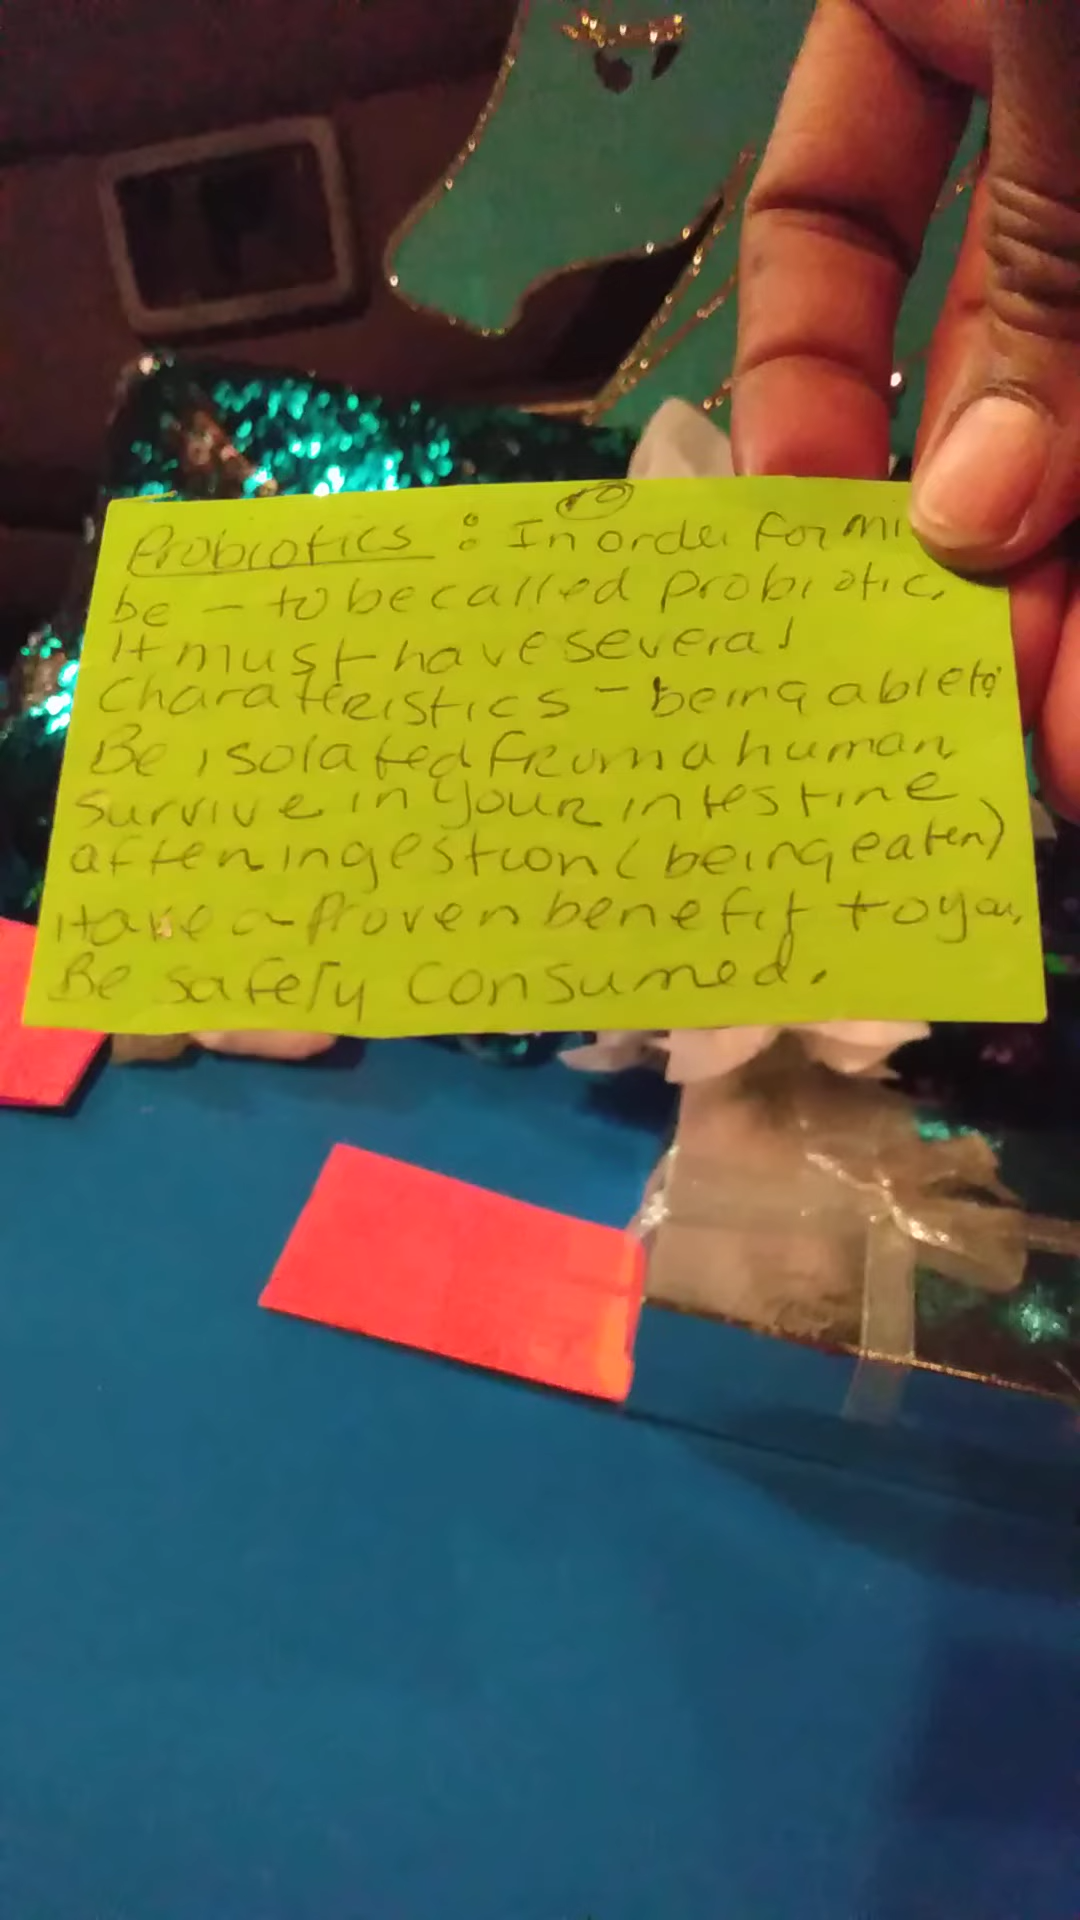 Probiotics : In order for mi
be - to be called probiotic.
It must have several
Charatteristics - being able to:
Be isolated from a human
Survive in your intestine
after ingestion (being eaten)
Have a proven benefit to you.
Be safely consumed.